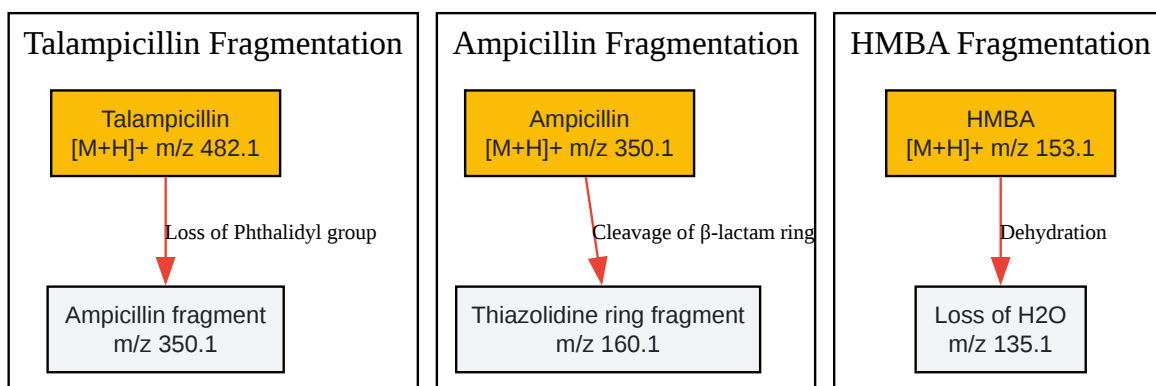 Talampicillin Fragmentation
Talampicillin
[M+H]+ m/z 482.1
Loss of Phthalidyl group
Ampicillin fragment
m/z 350.1
Ampicillin Fragmentation
Ampicillin
[M+H]+ m/z 350.1
Cleavage of β-lactam ring
Thiazolidine ring fragment
m/z 160.1
HMBA Fragmentation
HMBA
[M+H]+ m/z 153.1
Dehydration
Loss of H2O
m/z 135.1